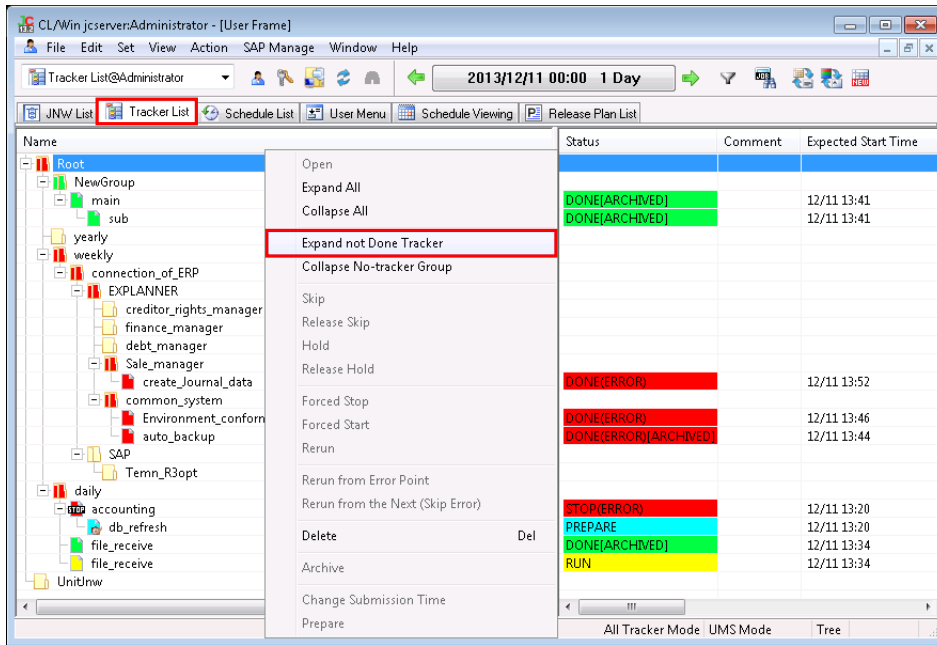 CL/Win jcserver:Administrator - [User Frame]
File Edit Set View Action SAP Manage Window Help
Tracker List@Administrator 2013/12/11 00:00 1 Day
JNW List Tracker List Schedule List User Menu Schedule Viewing Release Plan List
Name Status Comment Expected Start Time
Root
NewGroup
main DONE[ARCHIVED] 12/11 13:41
sub DONE[ARCHIVED] 12/11 13:41
yearly
weekly
connection_of_ERP
EXPLANNER
creditor_rights_manager
finance_manager
debt_manager
Sale_manager
create_Journal_data DONE(ERROR) 12/11 13:52
common_system
Environment_conform DONE(ERROR) 12/11 13:46
auto_backup DONE(ERROR)[ARCHIVED] 12/11 13:44
SAP
Temn_R3opt
daily
accounting STOP(ERROR) 12/11 13:20
db_refresh PREPARE 12/11 13:20
file_receive DONE[ARCHIVED] 12/11 13:34
file_receive RUN 12/11 13:34
UnitJnw
Open
Expand All
Collapse All
Expand not Done Tracker
Collapse No-tracker Group
Skip
Release Skip
Hold
Release Hold
Forced Stop
Forced Start
Rerun
Rerun from Error Point
Rerun from the Next (Skip Error)
Delete Del
Archive
Change Submission Time
Prepare
All Tracker Mode UMS Mode Tree